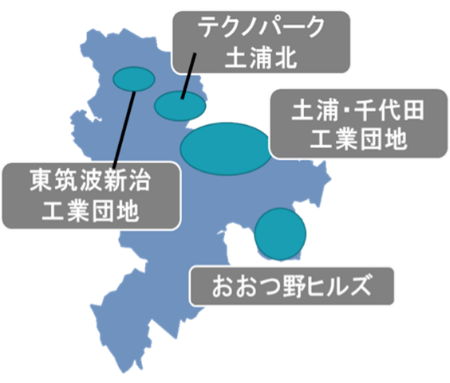 テクノパーク
土浦北
土浦・千代田
工業団地
東筑波新治
工業団地
おおつ野ヒルズ